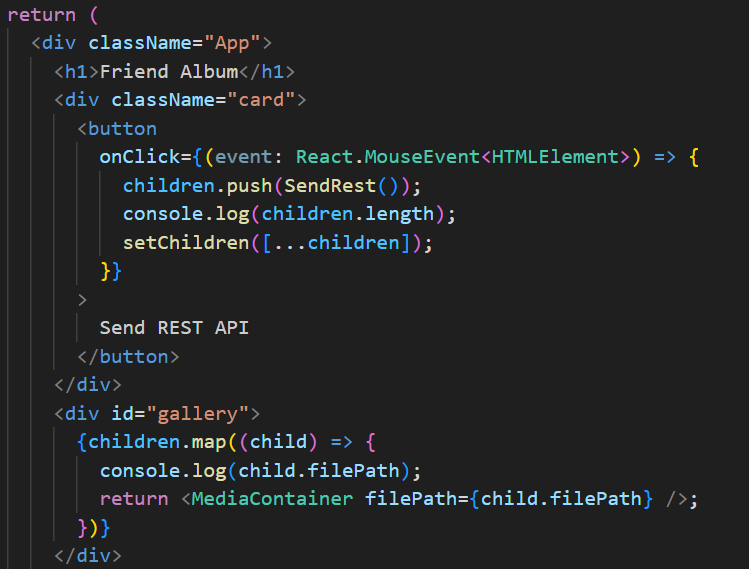 return (
<div className="App">
<h1>Friend Album</h1>
<div className="card">
<button
onClick={(event: React.MouseEvent<HTMLElement>) => {
children.push(SendRest());
console.log(children.length);
setChildren([...children]);
}}
>
Send REST API
</button>
</div>
<div id="gallery">
{children.map((child) => {
console.log(child.filePath);
return <MediaContainer filePath={child.filePath} />;
})}
</div>